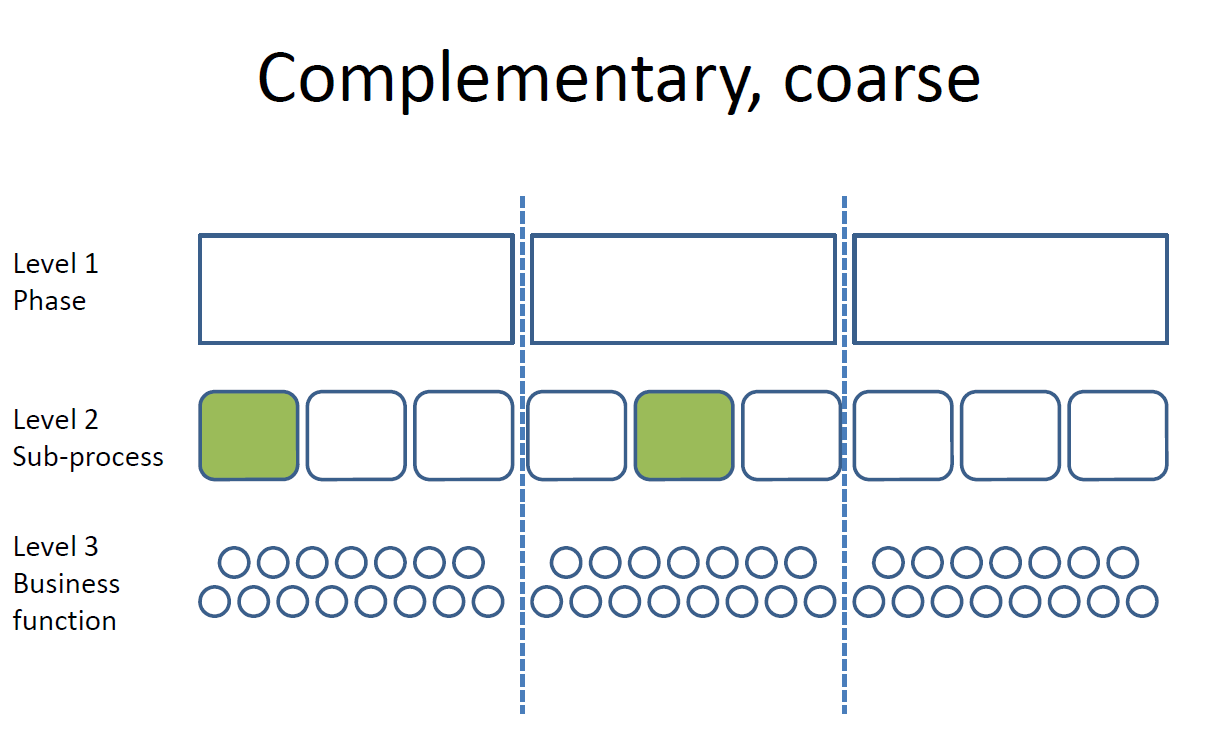 Complementary, coarse
Level 1
Phase
Level 2
Sub-process
Level 3
Business
function